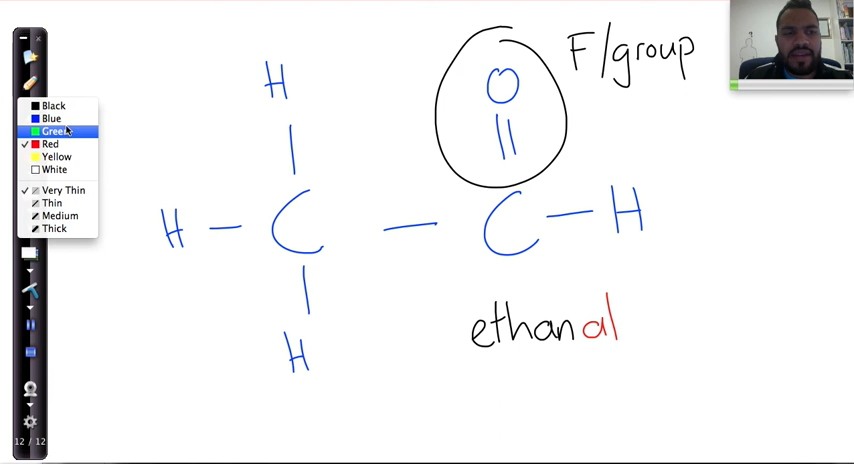 F/group
H
O
Black
Blue
Green
Red
Yellow
White
Very Thin
Thin
Medium
Thick
H - C - C - H
ethanal
H
12 / 12